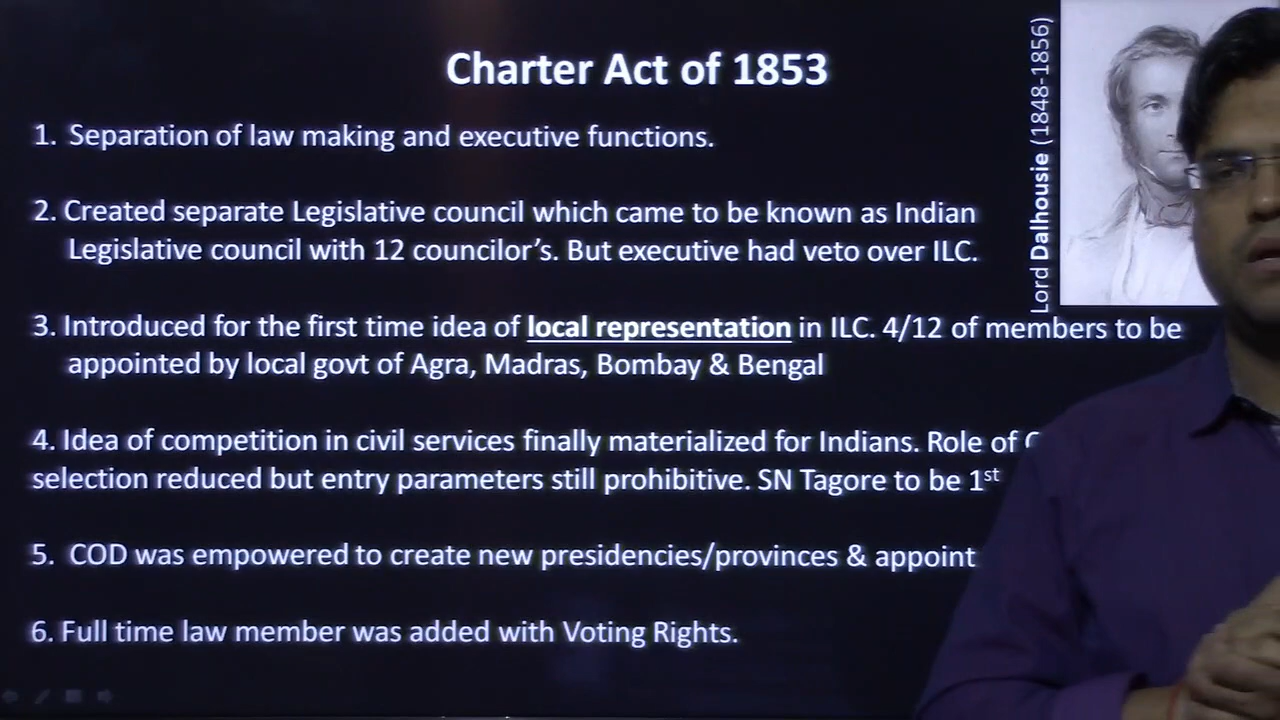 Charter Act of 1853
Lord Dalhousie (1848-1856)
1. Separation of law making and executive functions.
2. Created separate Legislative council which came to be known as Indian
Legislative council with 12 councilor's. But executive had veto over ILC.
3. Introduced for the first time idea of local representation in ILC. 4/12 of members to be
appointed by local govt of Agra, Madras, Bombay & Bengal
4. Idea of competition in civil services finally materialized for Indians. Role of
selection reduced but entry parameters still prohibitive. SN Tagore to be 1st
5. COD was empowered to create new presidencies/provinces & appoint
6. Full time law member was added with Voting Rights.